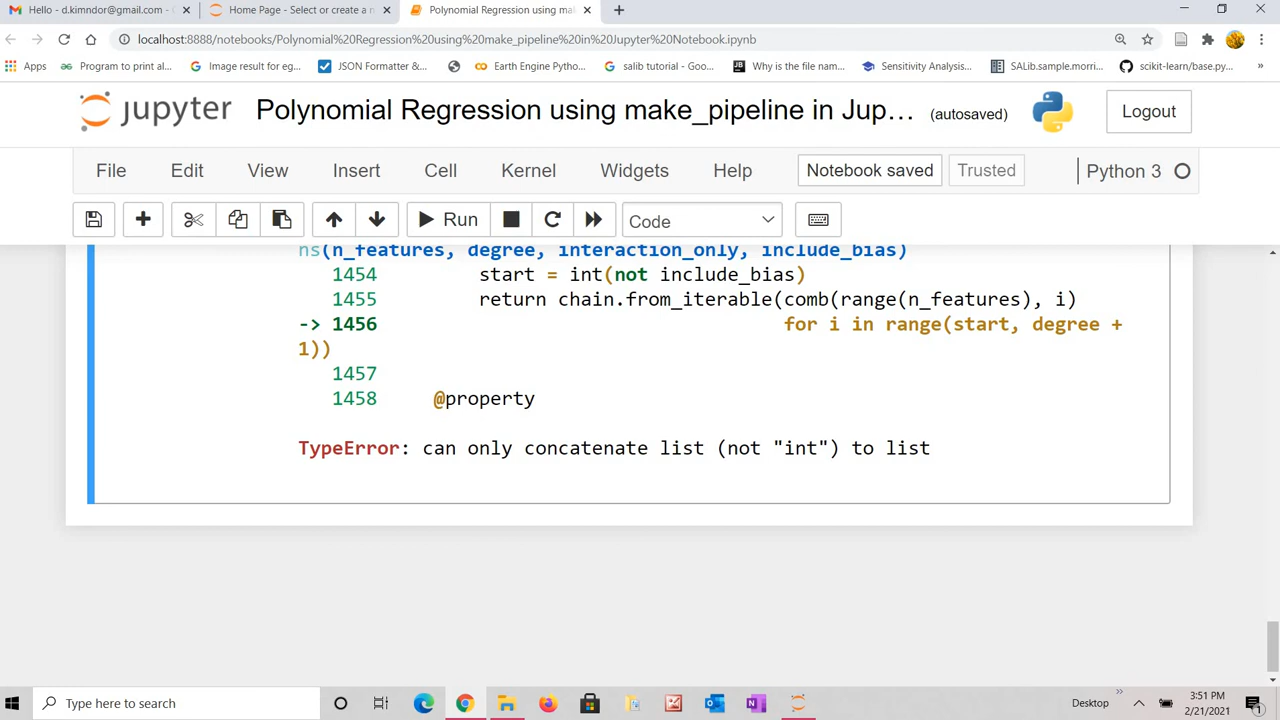 Hello - d.kimndor@gmail.com -
Home Page - Select or create a n
Polynomial Regression using mak
localhost:8888/notebooks/Polynomial%20Regression%20using%20make_pipeline%20in%20Jupyter%20Notebook.ipynb
Apps
Program to print al...
Image result for eg...
JSON Formatter &...
Earth Engine Pytho...
salib tutorial - Goo...
Why is the file nam...
Sensitivity Analysis...
SALib.sample.morri...
scikit-learn/base.py...
»
jupyter Polynomial Regression using make_pipeline in Jup... (autosaved)
Logout
File Edit View Insert Cell Kernel Widgets Help
Notebook saved
Trusted
Python 3
Run
Code
ns(n_features, degree, interaction_only, include_bias)
1454 start = int(not include_bias)
1455 return chain.from_iterable(comb(range(n_features), i)
-> 1456 for i in range(start, degree +
1))
1457
1458 @property
TypeError: can only concatenate list (not "int") to list
Type here to search
Desktop
»
3:51 PM
2/21/2021
1